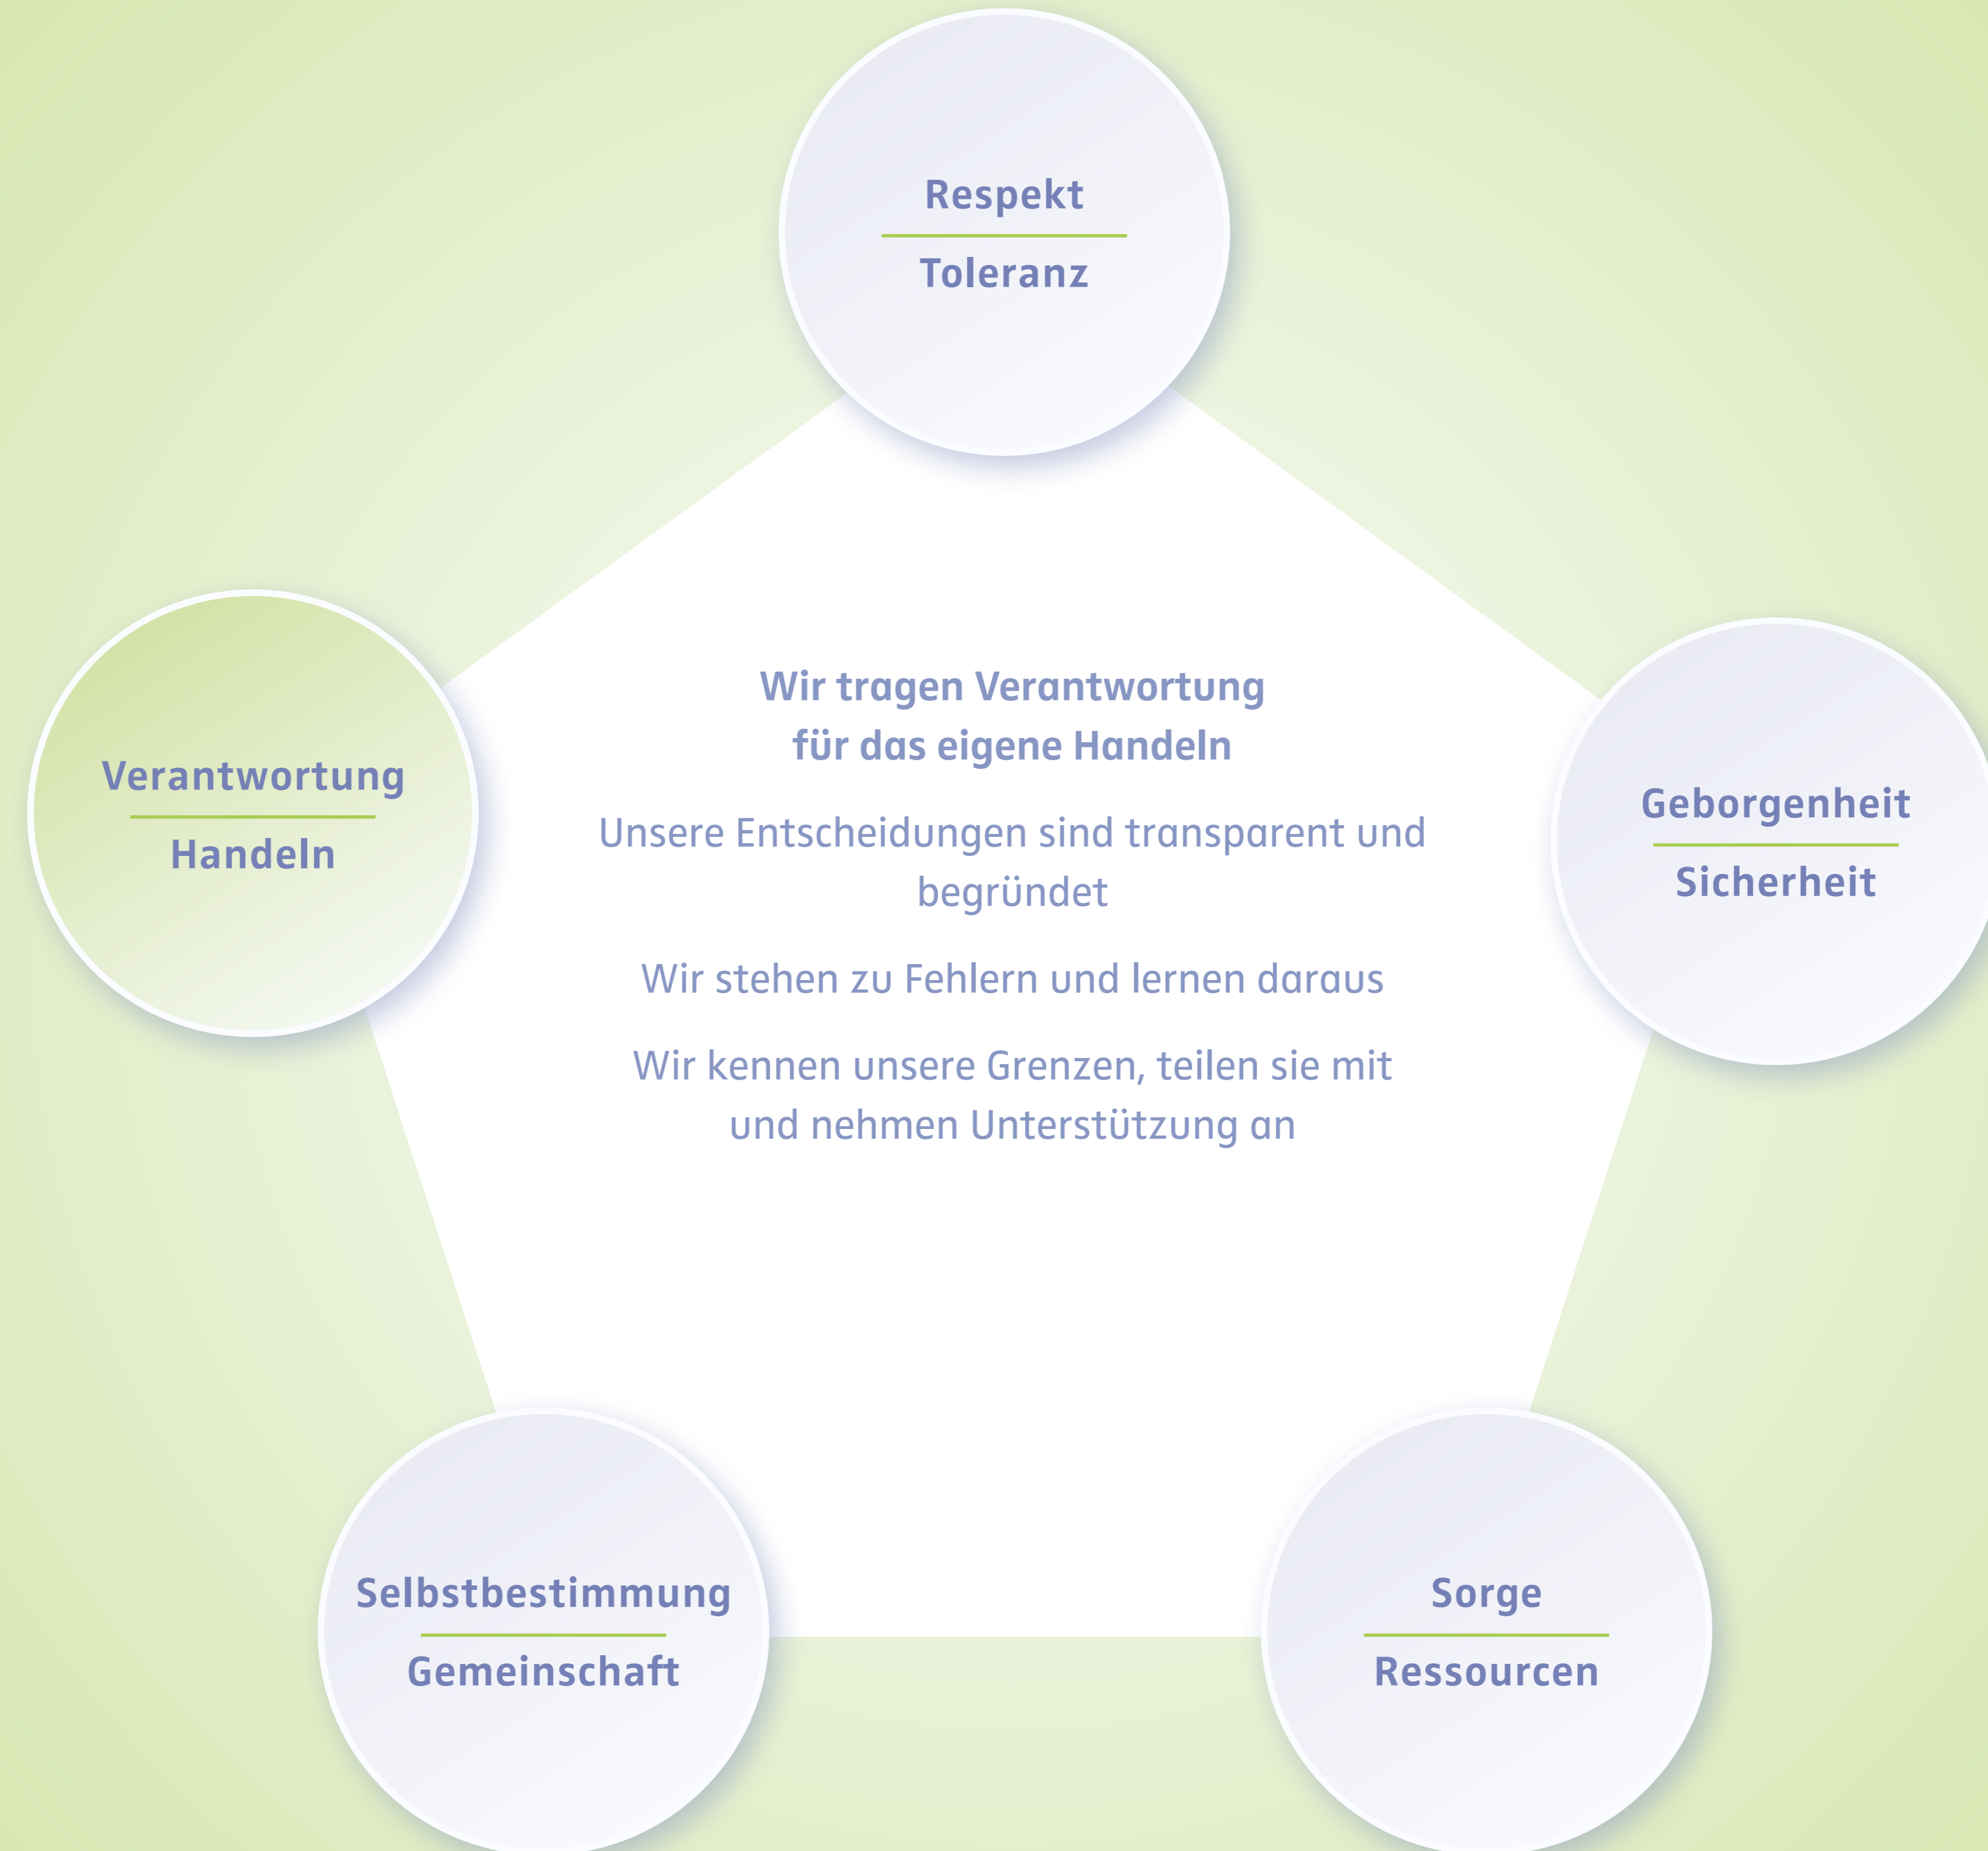 Respekt
Toleranz
Verantwortung
Handeln
Wir tragen Verantwortung
für das eigene Handeln
Unsere Entscheidungen sind transparent und
begründet
Wir stehen zu Fehlern und lernen daraus
Wir kennen unsere Grenzen, teilen sie mit
und nehmen Unterstützung an
Geborgenheit
Sicherheit
Selbstbestimmung
Gemeinschaft
Sorge
Ressourcen